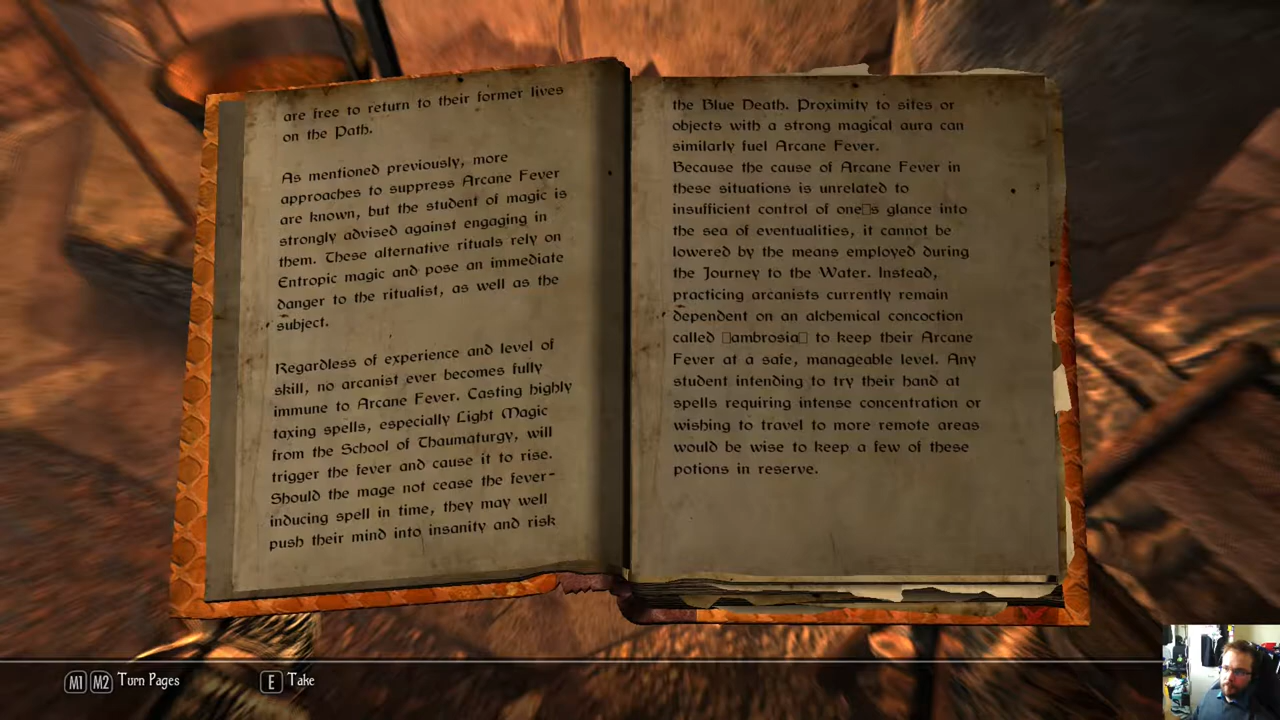 are free to return to their former lives
on the Path.
As mentioned previously, more
approaches to suppress Arcane Fever
are known, but the student of magic is
strongly advised against engaging in
them. These alternative rituals rely on
Entropic magic and pose an immediate
danger to the ritualist, as well as the
subject.
Regardless of experience and level of
skill, no arcanist ever becomes fully
immune to Arcane Fever. Casting highly
taxing spells, especially Light Magic
from the School of Thaumaturgy, will
trigger the fever and cause it to rise.
Should the mage not cease the fever-
inducing spell in time, they may well
push their mind into insanity and risk
the Blue Death. Proximity to sites or
objects with a strong magical aura can
similarly fuel Arcane Fever.
Because the cause of Arcane Fever in
these situations is unrelated to
insufficient control of one□s glance into
the sea of eventualities, it cannot be
lowered by the means employed during
the Journey to the Water. Instead,
practicing arcanists currently remain
dependent on an alchemical concoction
called □ambrosia□ to keep their Arcane
Fever at a safe, manageable level. Any
student intending to try their hand at
spells requiring intense concentration or
wishing to travel to more remote areas
would be wise to keep a few of these
potions in reserve.
M1 M2 Turn Pages
E Take